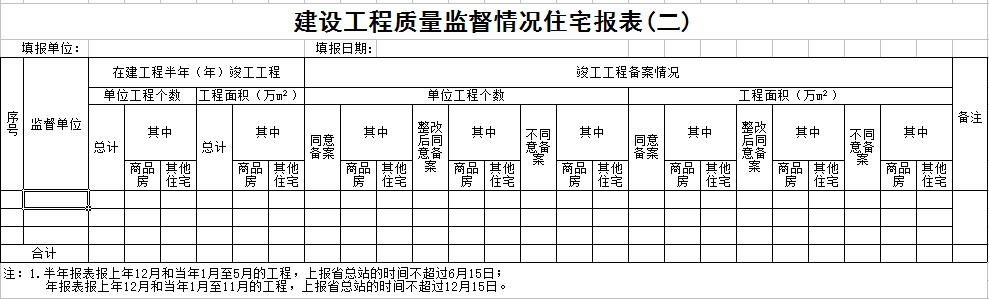 建设工程质量监督情况住宅报表(二)
填报单位: 填报日期:
序号 监督单位 在建工程半年（年）竣工工程 竣工工程备案情况 备注
单位工程个数 工程面积（万m²） 单位工程个数 工程面积（万m²）
总计 其中 总计 其中 同意备案 其中 整改后同意备案 其中 不同意备案 其中 同意备案 其中 整改后同意备案 其中 不同意备案 其中
商品房 其他住宅 商品房 其他住宅 商品房 其他住宅 商品房 其他住宅 商品房 其他住宅 商品房 其他住宅 商品房 其他住宅 商品房 其他住宅
合计
注：1.半年报表报上年12月和当年1月至5月的工程，上报省总站的时间不超过6月15日；
年报表报上年12月和当年1月至11月的工程，上报省总站的时间不超过12月15日。